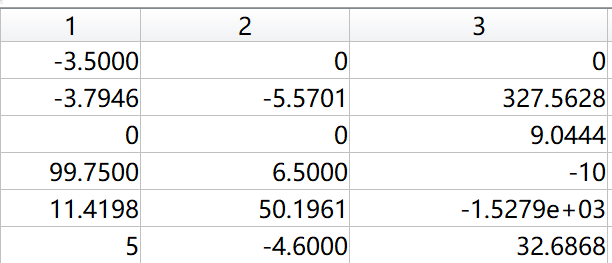 1 2 3
-3.5000 0 0
-3.7946 -5.5701 327.5628
0 0 9.0444
99.7500 6.5000 -10
11.4198 50.1961 -1.5279e+03
5 -4.6000 32.6868